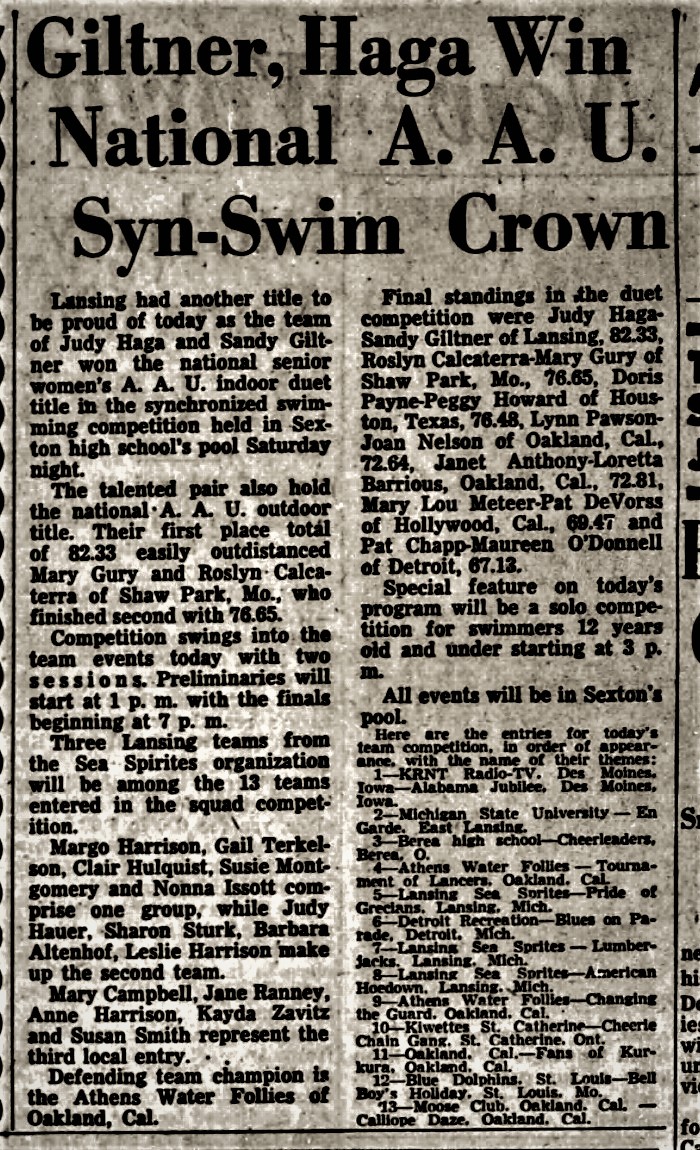 Giltner, Haga Win
National A. A. U.
Syn-Swim Crown
Lansing had another title to
be proud of today as the team
of Judy Haga and Sandy Gilt-
ner won the national senior
women's A. A. U. indoor duet
title in the synchronized swim-
ming competition held in Sex-
ton high school's pool Saturday
night.
The talented pair also hold
the national A. A. U. outdoor
title. Their first place total
of 82.33 easily outdistanced
Mary Gury and Roslyn Calca-
terra of Shaw Park, Mo., who
finished second with 76.65.
Competition swings into the
team events today with two
sessions. Preliminaries will
start at 1 p. m. with the finals
beginning at 7 p. m.
Three Lansing teams from
the Sea Spirites organization
will be among the 13 teams
entered in the squad compet-
ition.
Margo Harrison, Gail Terkel-
son, Clair Hulquist, Susie Mont-
gomery and Nonna Issott com-
prise one group, while Judy
Hauer, Sharon Sturk, Barbara
Altenhof, Leslie Harrison make
up the second team.
Mary Campbell, Jane Ranney,
Anne Harrison, Kayda Zavitz
and Susan Smith represent the
third local entry.
Defending team champion is
the Athens Water Follies of
Oakland, Cal.
Final standings in the duet
competition were Judy Haga-
Sandy Giltner of Lansing, 82.33,
Roslyn Calcaterra-Mary Gury of
Shaw Park, Mo., 76.65, Doris
Payne-Peggy Howard of Hous-
ton, Texas, 76.48, Lynn Pawson-
Joan Nelson of Oakland, Cal.,
72.64, Janet Anthony-Loretta
Barrious, Oakland, Cal., 72.81,
Mary Lou Meteer-Pat DeVorss
of Hollywood, Cal., 69.47 and
Pat Chapp-Maureen O'Donnell
of Detroit, 67.13.
Special feature on today's
program will be a solo compe-
tition for swimmers 12 years
old and under starting at 3 p.
m.
All events will be in Sexton's
pool.
Here are the entries for today's
team competition, in order of appear-
ance, with the name of their themes:
1—KRNT Radio-TV. Des Moines,
Iowa—Alabama Jubilee, Des Moines,
Iowa.
2—Michigan State University — En
Garde. East Lansing.
3—Berea high school—Cheerleaders,
Berea, O.
4—Athens Water Follies — Tourna-
ment of Lancers, Oakland, Cal.
5—Lansing Sea Sprites—Pride of
Grecians, Lansing, Mich.
6—Detroit Recreation—Blues on Pa-
rade, Detroit, Mich.
7—Lansing Sea Sprites — Lumber-
jacks, Lansing, Mich.
8—Lansing Sea Sprites—American
Hoedown, Lansing, Mich.
9—Athens Water Follies—Changing
the Guard, Oakland, Cal.
10—Kiwettes St. Catherine—Cheerie
Chain Gang, St. Catherine, Ont.
11—Oakland, Cal.—Fans of Kur-
kura, Oakland, Cal.
12—Blue Dolphins, St. Louis—Bell
Boy's Holiday, St. Louis, Mo.
13—Moose Club, Oakland, Cal. —
Calliope Daze, Oakland, Cal.